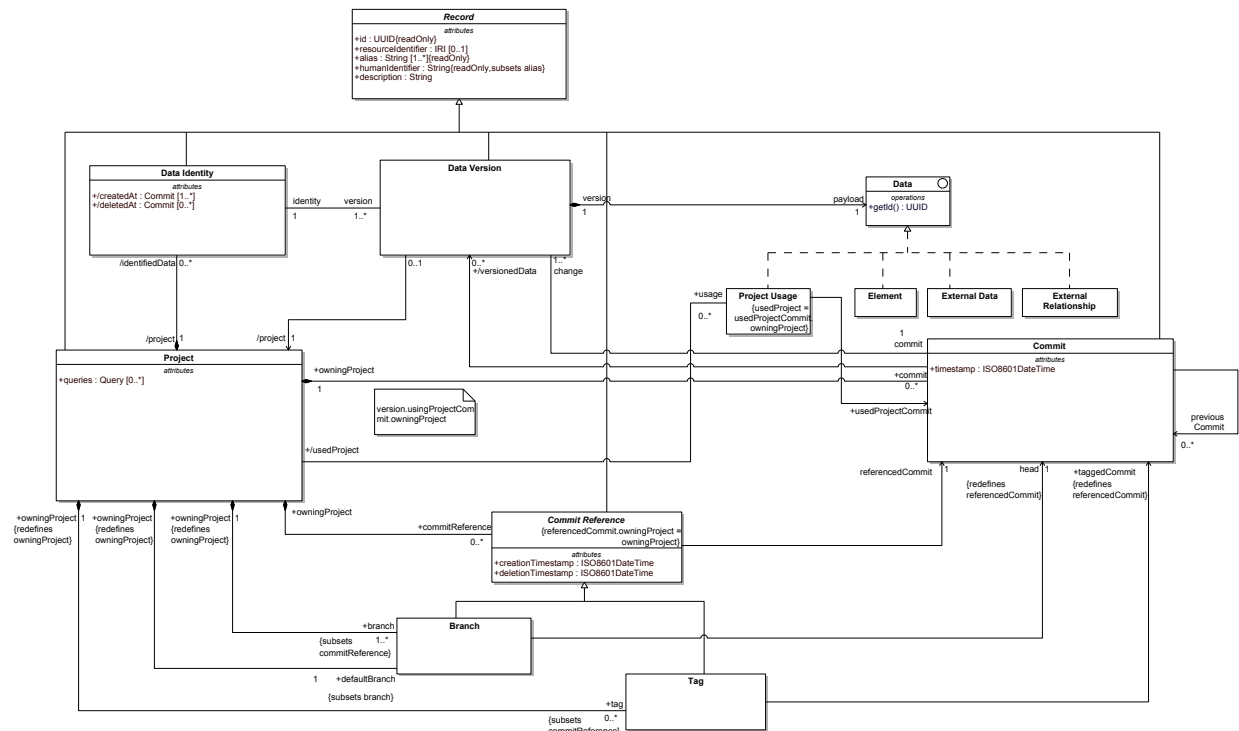 Record
attributes
+id : UUID{readOnly}
+resourceIdentifier : IRI [0..1]
+alias : String [1..*]{readOnly}
+humanIdentifier : String{readOnly,subsets alias}
+description : String
Data Identity
attributes
+/createdAt : Commit [1..*]
+/deletedAt : Commit [0..*]
identity
1
version
1..*
Data Version
version
1
payload
1
Data
operations
+getId() : UUID
/identifiedData
0..*
0..1
0..*
+/versionedData
1..*
change
+usage
0..*
Project Usage
{usedProject =
usedProjectCommit.
owningProject}
Element
External Data
External
Relationship
/project
1
/project
1
1
commit
Project
attributes
+queries : Query [0..*]
+owningProject
1
version.usingProjectCom
mit.owningProject
+/usedProject
Commit
attributes
+timestamp : ISO8601DateTime
+commit
0..*
+usedProjectCommit
previous
Commit
0..*
referencedCommit
1
head
1
{redefines
referencedCommit}
+taggedCommit
{redefines
referencedCommit}
+owningProject
1
{redefines
owningProject}
+owningProject
{redefines
owningProject}
+owningProject
1
{redefines
owningProject}
+owningProject
+commitReference
0..*
Commit Reference
{referencedCommit.owningProject =
owningProject}
attributes
+creationTimestamp : ISO8601DateTime
+deletionTimestamp : ISO8601DateTime
+branch
1..*
{subsets
commitReference}
Branch
1
+defaultBranch
{subsets branch}
Tag
+tag
0..*
{subsets
commitReference}